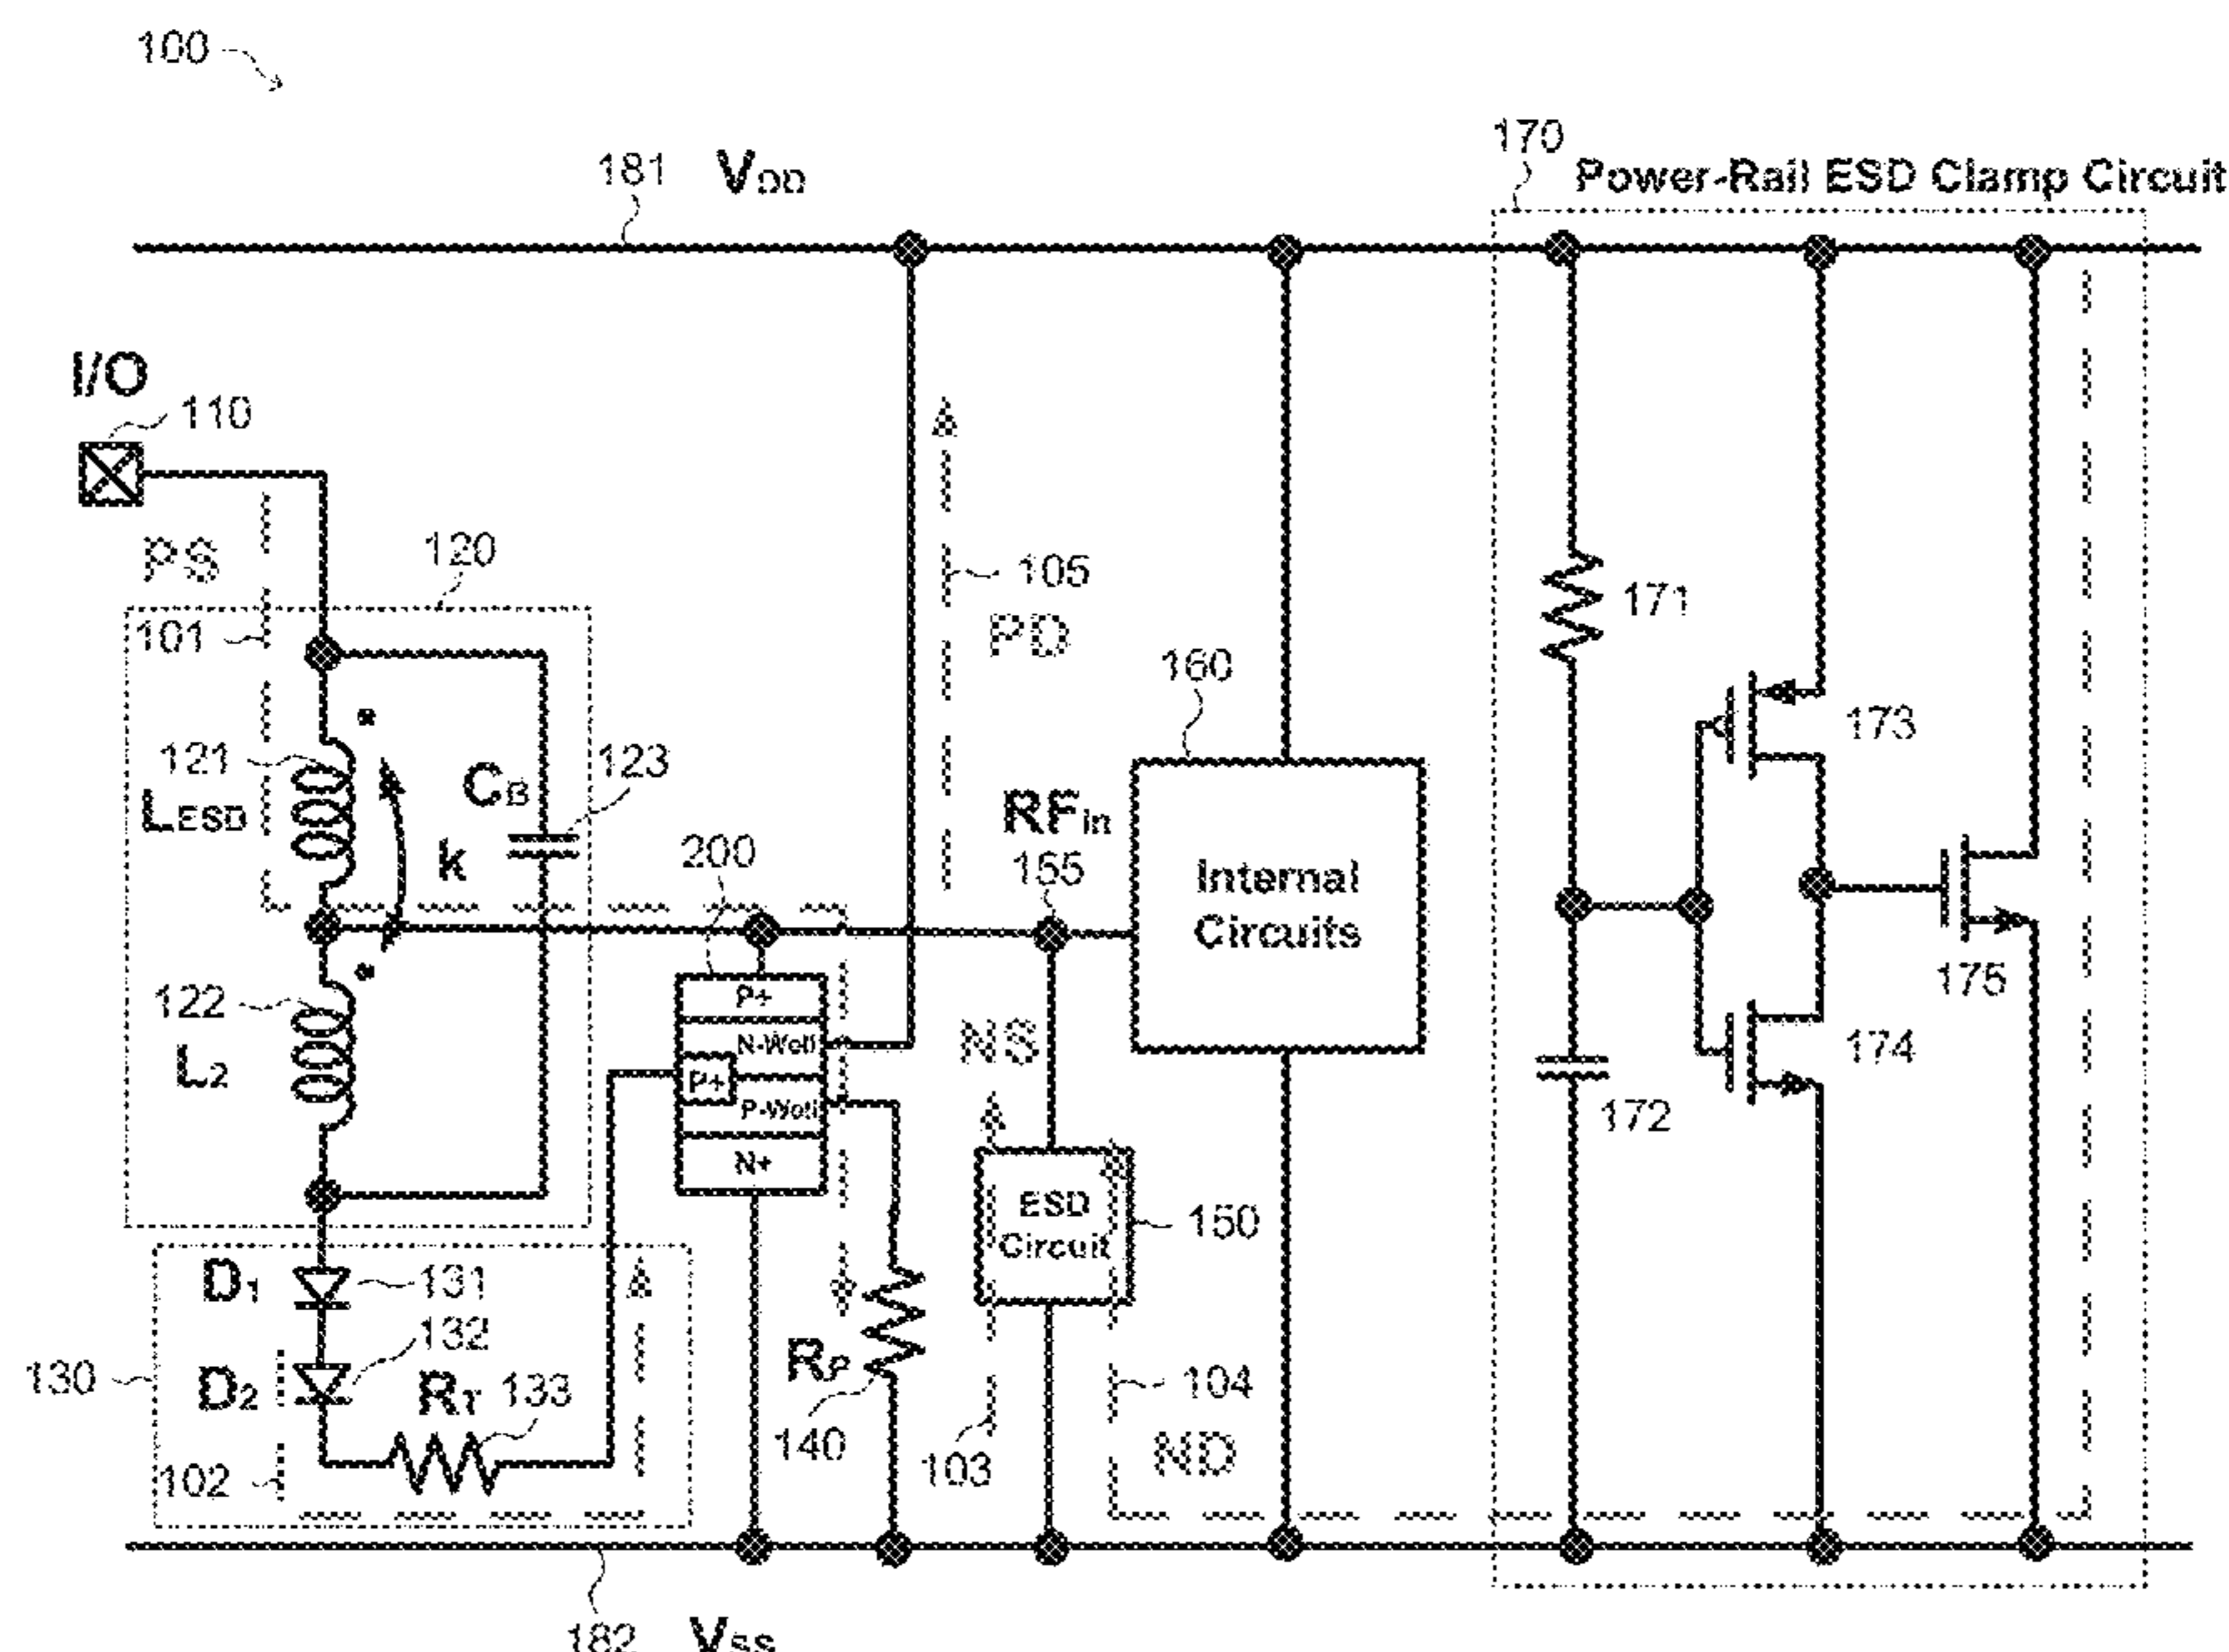 100
170
181 VDD
Power-Rail ESD Clamp Circuit
I/O
110
PS
120
105
101
PD
171
160
173
121
CB
123
LESD
RFin
k
200
155
Internal
Circuits
P+
175
122
N-Well
NS
174
L2
P+
P-Well
172
N+
ESD
Circuit
150
D1
131
132
130
D2
RT
133
RP
104
140
103
ND
102
182
VSS